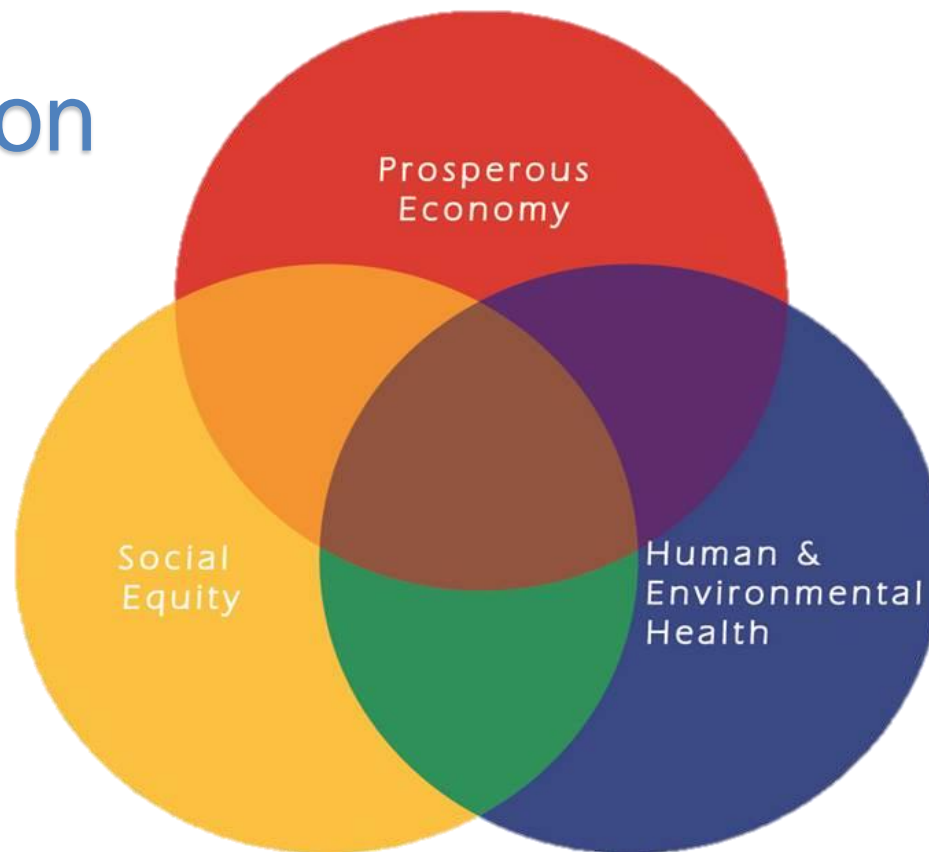 on
Prosperous
Economy
Social
Equity
Human &
Environmental
Health